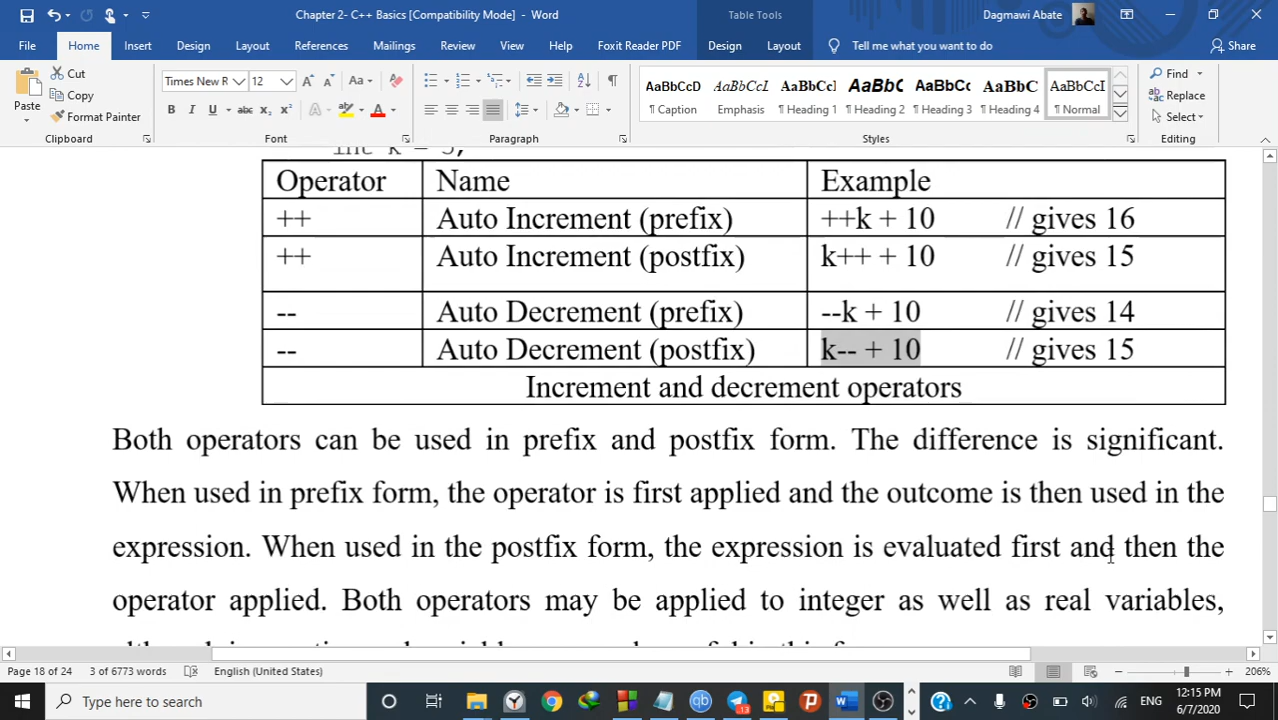 Chapter 2- C++ Basics [Compatibility Mode] - Word
Table Tools
Dagmawi Abate
File Home Insert Design Layout References Mailings Review View Help Foxit Reader PDF Design Layout Tell me what you want to do Share
Paste
Cut
Copy
Format Painter
Clipboard
Times New R 12
Aa
B I U abc x₂ x²
A A
Font
Paragraph
AaBbCcD AaBbCcL AaBbCcI AaBbC AaBbCc AaBbC AaBbCcI
¶ Caption Emphasis ¶ Heading 1 ¶ Heading 2 ¶ Heading 3 ¶ Heading 4 ¶ Normal
Styles
Find
Replace
Select
Editing
Operator Name Example
++ Auto Increment (prefix) ++k + 10 // gives 16
++ Auto Increment (postfix) k++ + 10 // gives 15
-- Auto Decrement (prefix) --k + 10 // gives 14
-- Auto Decrement (postfix) k-- + 10 // gives 15
Increment and decrement operators
Both operators can be used in prefix and postfix form. The difference is significant.
When used in prefix form, the operator is first applied and the outcome is then used in the
expression. When used in the postfix form, the expression is evaluated first and then the
operator applied. Both operators may be applied to integer as well as real variables,
Page 18 of 24 3 of 6773 words English (United States) 206%
Type here to search
ENG
12:15 PM
6/7/2020